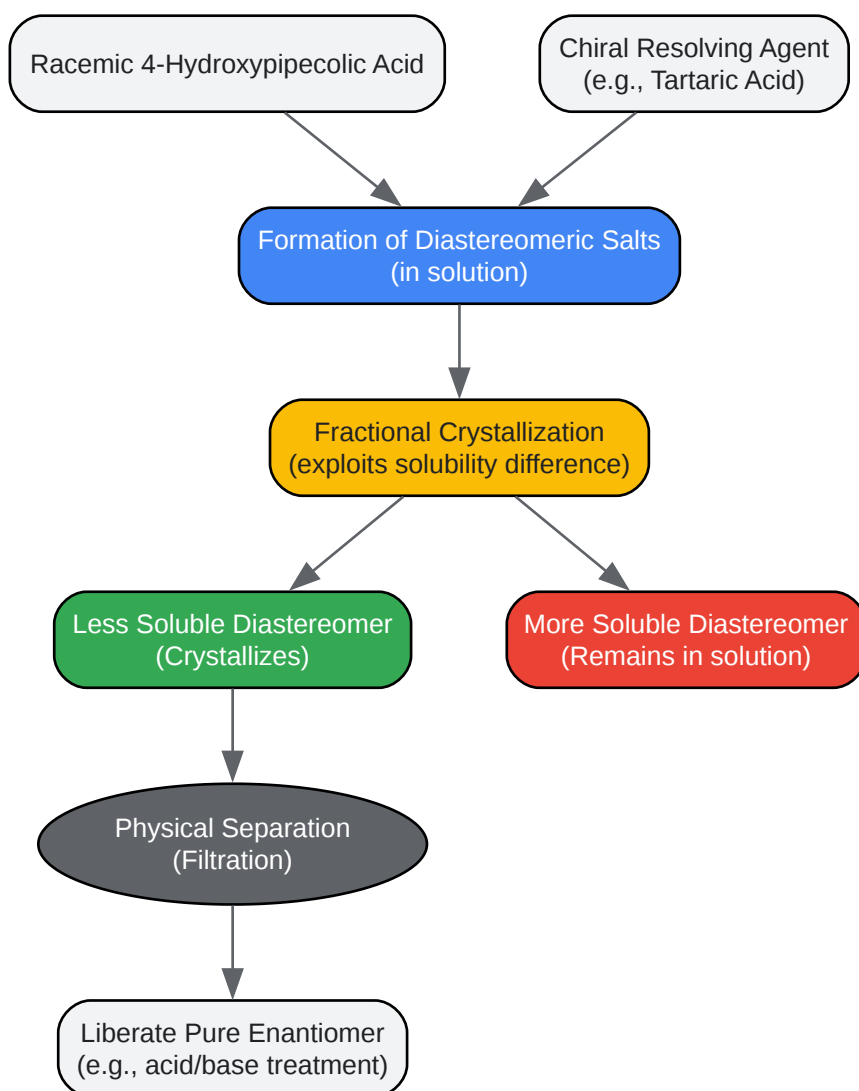 Racemic 4-Hydroxypipecolic Acid
Chiral Resolving Agent
(e.g., Tartaric Acid)
Formation of Diastereomeric Salts
(in solution)
Fractional Crystallization
(exploits solubility difference)
Less Soluble Diastereomer
(Crystallizes)
More Soluble Diastereomer
(Remains in solution)
Physical Separation
(Filtration)
Liberate Pure Enantiomer
(e.g., acid/base treatment)